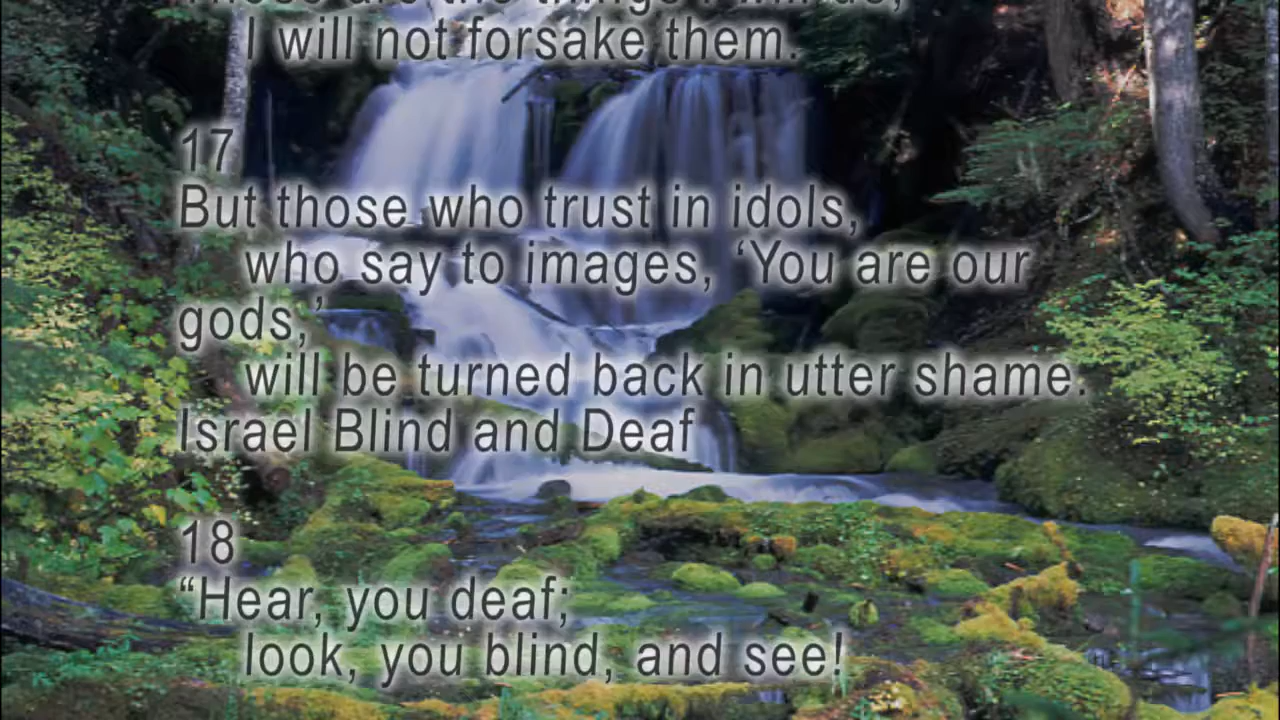 I will not forsake them.
17
But those who trust in idols,
who say to images, ‘You are our
gods,’
will be turned back in utter shame.
Israel Blind and Deaf
18
“Hear, you deaf;
look, you blind, and see!